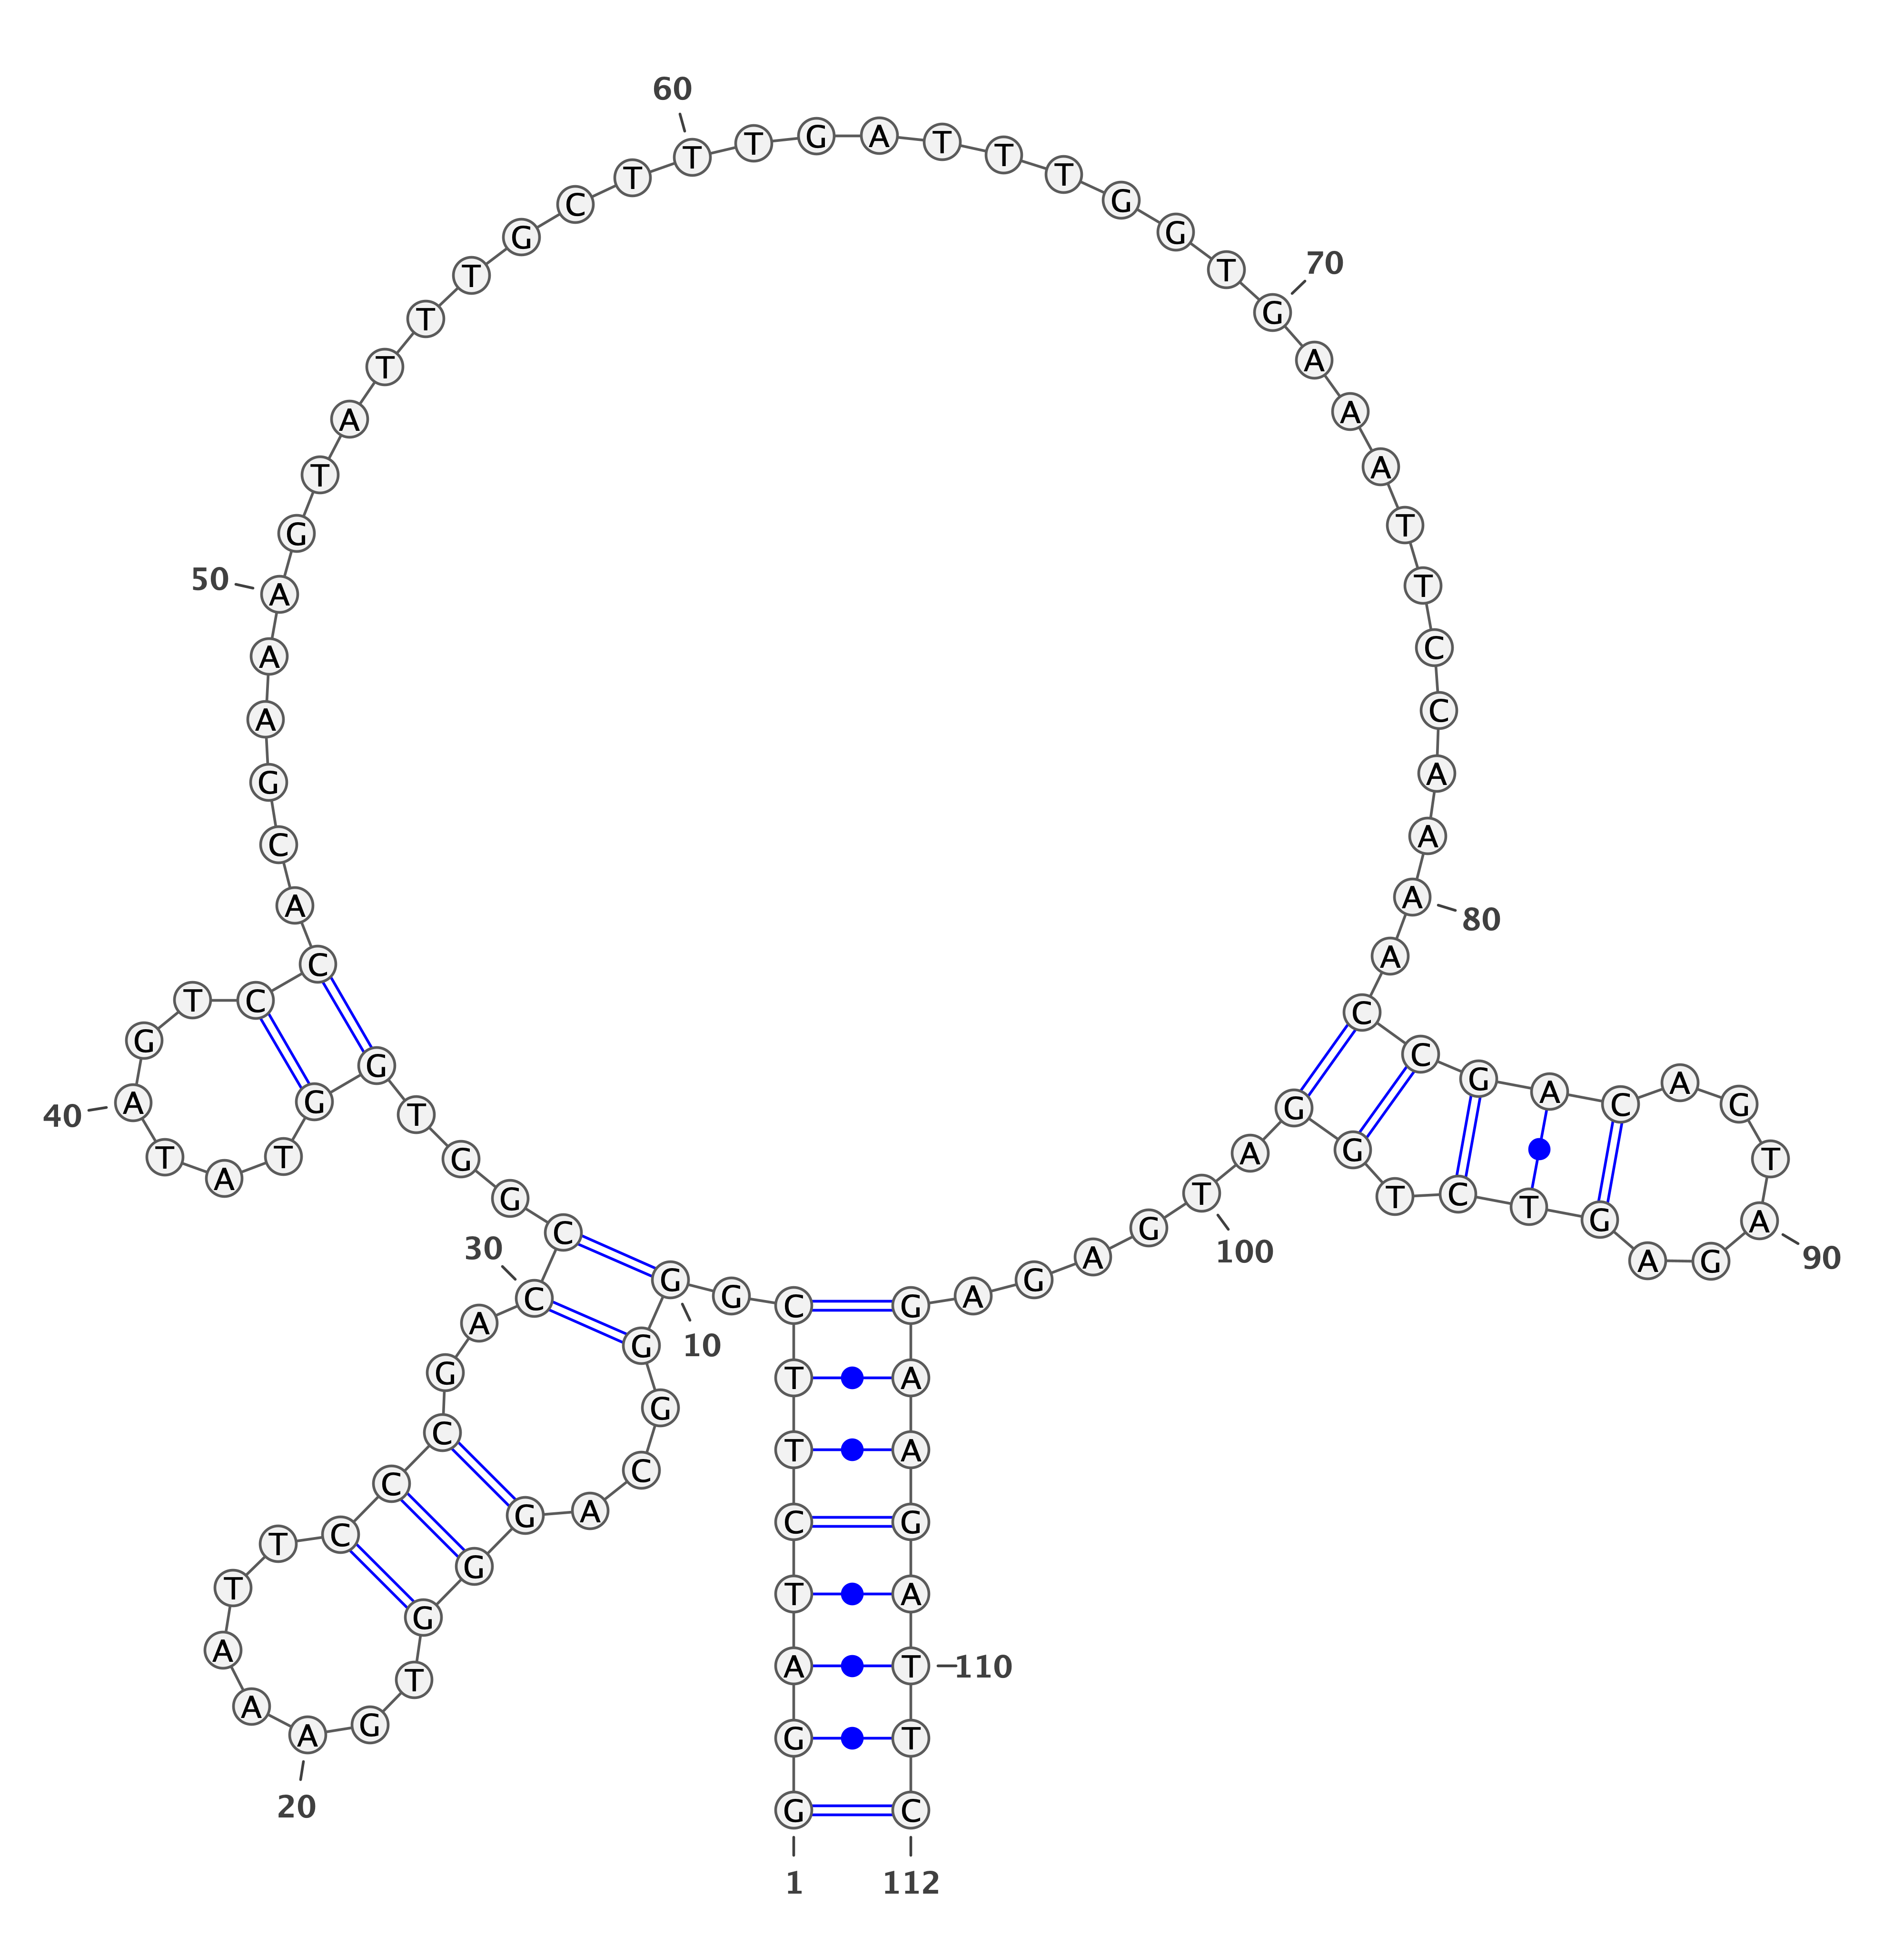 1
G G A T C T T C G G
10
G G C A G G G T G A
20
A A T T C C C G A C
30
C G G T G G T A T A
40
G T C C A C G A A A
50
G T A T T T G C T T
60
T G A T T T G G T G
70
A A A T T C C A A A
80
A C C G A C A G T A
90
G A G T C T G G A T
100
G A G A G A A G A T
110
T C
112